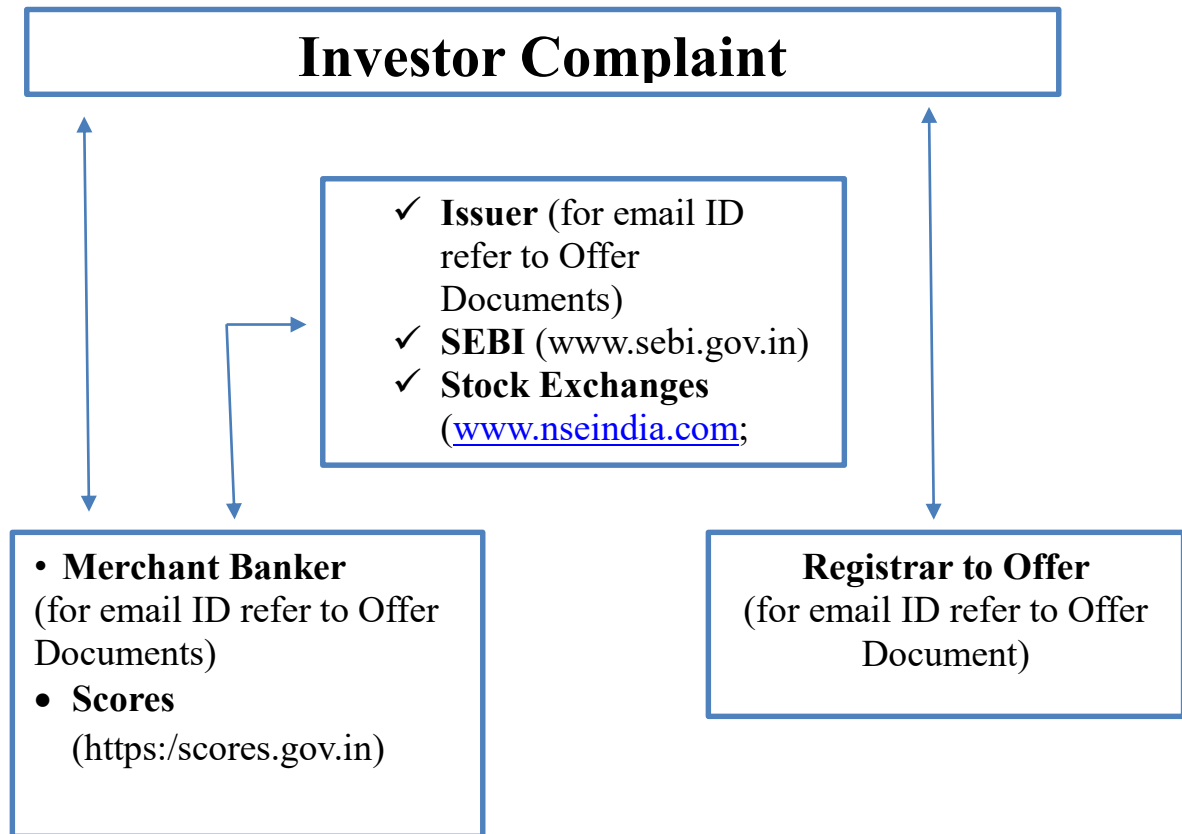 Investor Complaint
✓ Issuer (for email ID
refer to Offer
Documents)
✓ SEBI (www.sebi.gov.in)
✓ Stock Exchanges
(www.nseindia.com;
• Merchant Banker
(for email ID refer to Offer
Documents)
• Scores
(https:/scores.gov.in)
Registrar to Offer
(for email ID refer to Offer
Document)